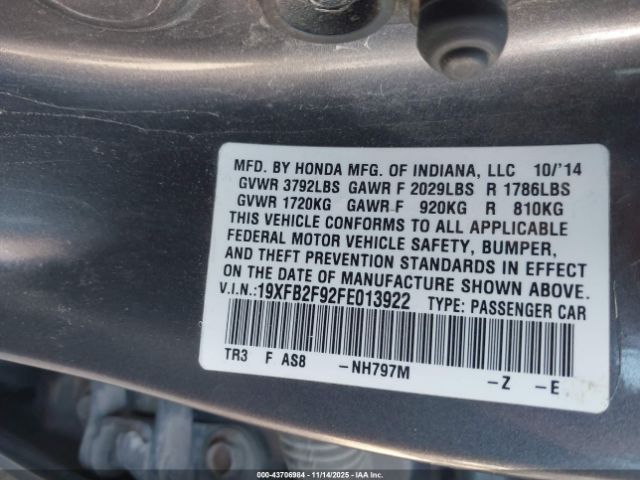 MFD. BY HONDA MFG. OF INDIANA, LLC 10/'14
GVWR 3792LBS GAWR F 2029LBS R 1786LBS
GVWR 1720KG GAWR F 920KG R 810KG
THIS VEHICLE CONFORMS TO ALL APPLICABLE
FEDERAL MOTOR VEHICLE SAFETY, BUMPER,
AND THEFT PREVENTION STANDARDS IN EFFECT
ON THE DATE OF MANUFACTURE SHOWN ABOVE.
V.I.N.:19XFB2F92FE013922 TYPE: PASSENGER CAR
TR3 F AS8 -NH797M -Z -E
000-43706984 | 11/14/2025 - IAAI.COM